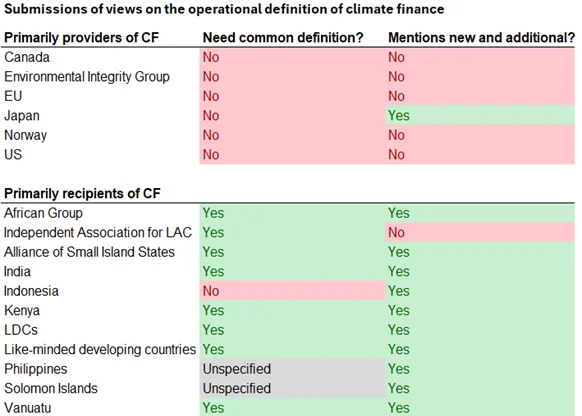 Submissions of views on the operational definition of climate finance
Primarily providers of CF Need common definition? Mentions new and additional?
Canada No No
Environmental Integrity Group No No
EU No No
Japan No Yes
Norway No No
US No No
Primarily recipients of CF
African Group Yes Yes
Independent Association for LAC Yes No
Alliance of Small Island States Yes Yes
India Yes Yes
Indonesia No Yes
Kenya Yes Yes
LDCs Yes Yes
Like-minded developing countries Yes Yes
Philippines Unspecified Yes
Solomon Islands Unspecified Yes
Vanuatu Yes Yes